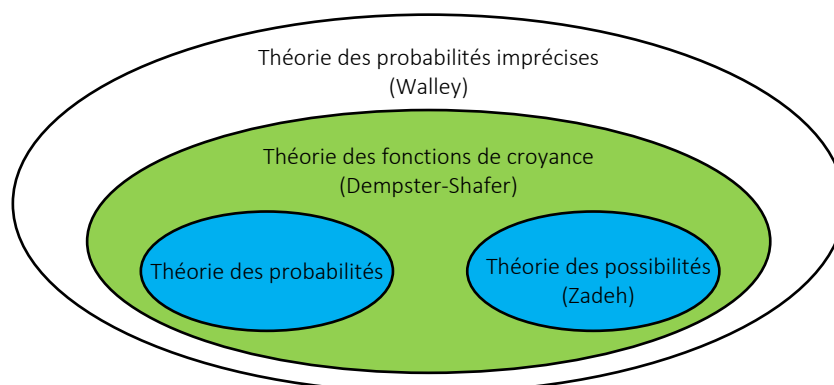 Théorie des probabilités imprécises
(Walley)
Théorie des fonctions de croyance
(Dempster-Shafer)
Théorie des probabilités
Théorie des possibilités
(Zadeh)